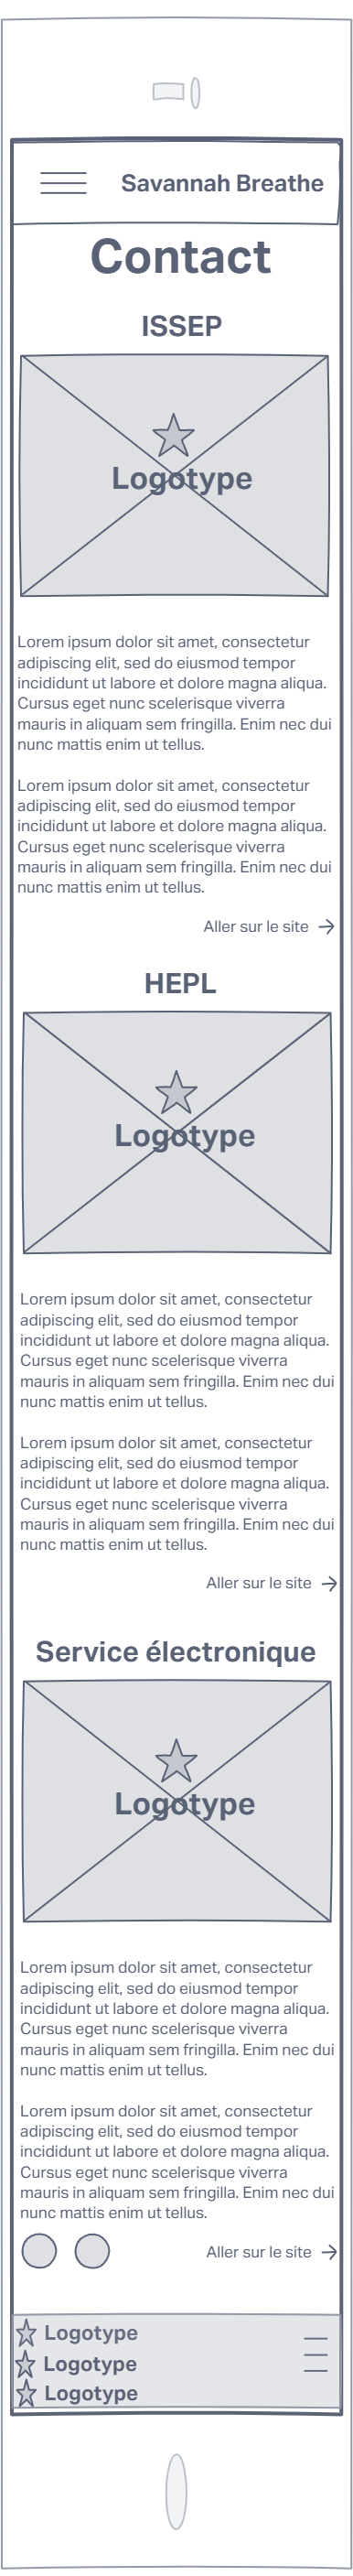 Savannah Breathe
Contact
ISSEP
Logotype
Lorem ipsum dolor sit amet, consectetur
adipiscing elit, sed do eiusmod tempor
incididunt ut labore et dolore magna aliqua.
Cursus eget nunc scelerisque viverra
mauris in aliquam sem fringilla. Enim nec dui
nunc mattis enim ut tellus.
Lorem ipsum dolor sit amet, consectetur
adipiscing elit, sed do eiusmod tempor
incididunt ut labore et dolore magna aliqua.
Cursus eget nunc scelerisque viverra
mauris in aliquam sem fringilla. Enim nec dui
nunc mattis enim ut tellus.
Aller sur le site
HEPL
Logotype
Lorem ipsum dolor sit amet, consectetur
adipiscing elit, sed do eiusmod tempor
incididunt ut labore et dolore magna aliqua.
Cursus eget nunc scelerisque viverra
mauris in aliquam sem fringilla. Enim nec dui
nunc mattis enim ut tellus.
Lorem ipsum dolor sit amet, consectetur
adipiscing elit, sed do eiusmod tempor
incididunt ut labore et dolore magna aliqua.
Cursus eget nunc scelerisque viverra
mauris in aliquam sem fringilla. Enim nec dui
nunc mattis enim ut tellus.
Aller sur le site
Service électronique
Logotype
Lorem ipsum dolor sit amet, consectetur
adipiscing elit, sed do eiusmod tempor
incididunt ut labore et dolore magna aliqua.
Cursus eget nunc scelerisque viverra
mauris in aliquam sem fringilla. Enim nec dui
nunc mattis enim ut tellus.
Lorem ipsum dolor sit amet, consectetur
adipiscing elit, sed do eiusmod tempor
incididunt ut labore et dolore magna aliqua.
Cursus eget nunc scelerisque viverra
mauris in aliquam sem fringilla. Enim nec dui
nunc mattis enim ut tellus.
Aller sur le site
Logotype
Logotype
Logotype